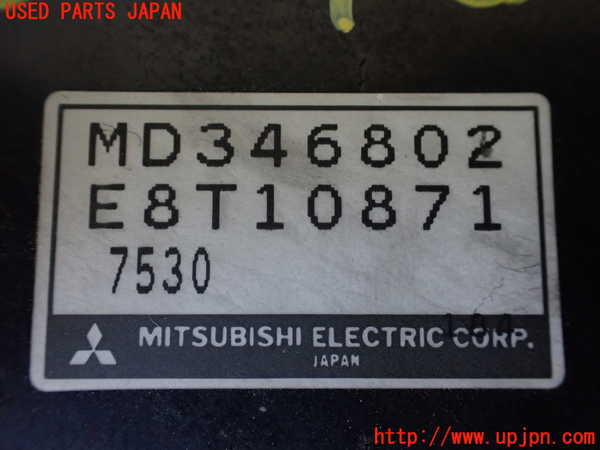 USED PARTS JAPAN
MD346802
E8T10871
7530
MITSUBISHI ELECTRIC CORP.
JAPAN
http://www.upjpn.com/